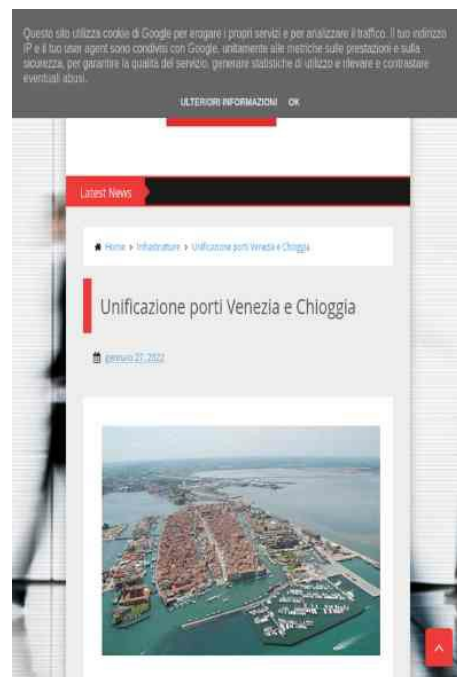 Questo sito utilizza cookie di Google per erogare i propri servizi e per analizzare il traffico. Il tuo indirizzo
IP e il tuo user agent sono condivisi con Google, unitamente alle metriche sulle prestazioni e sulla
sicurezza, per garantire la qualità del servizio, generare statistiche di utilizzo e rilevare e contrastare
eventuali abusi.
ULTERIORI INFORMAZIONI OK
Latest News
Home » Infrastrutture » Unificazione porti Venezia e Chioggia
Unificazione porti Venezia e Chioggia
gennaio 27, 2022